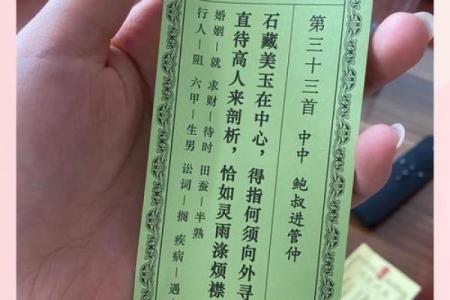 第三十三首 中中 鲍叔进管仲
石藏美玉在中心，得指何须向外寻
直待高人来剖析，恰如灵雨涤烦襟
婚姻—就 求财—待时 田蚕—半熟
行人—阻 六甲—生男 讼词—搁 疾病—遇